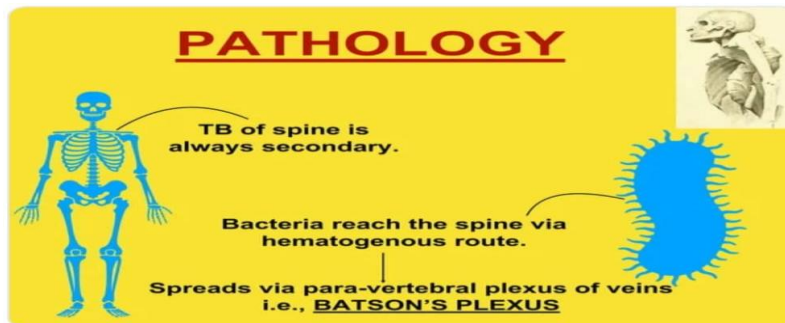 PATHOLOGY
TB of spine is
always secondary.
Bacteria reach the spine via
hematogenous route.
Spreads via para-vertebral plexus of veins
i.e., BATSON'S PLEXUS